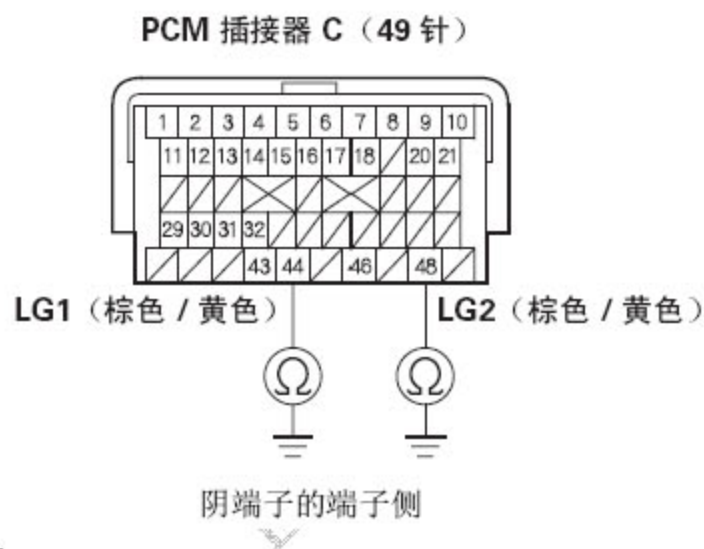 PCM 插接器 C（49 针）
1 2 3 4 5 6 7 8 9 10
11 12 13 14 15 16 17 18 20 21
29 30 31 32
43 44 46 48
LG1（棕色 / 黄色） LG2（棕色 / 黄色）
Ω Ω
阴端子的端子侧